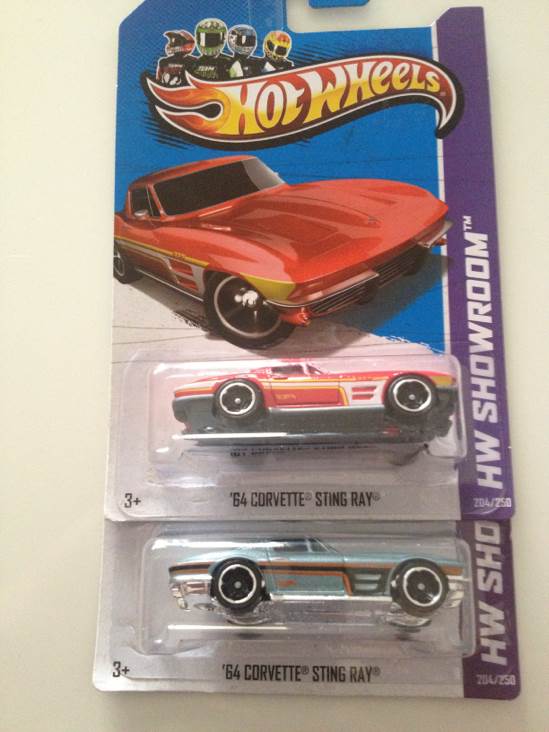 HOT WHEELS®
HW SHOWROOM™
3+
'64 CORVETTE® STING RAY®
204/250
HW SHO
3+
'64 CORVETTE® STING RAY®
204/250